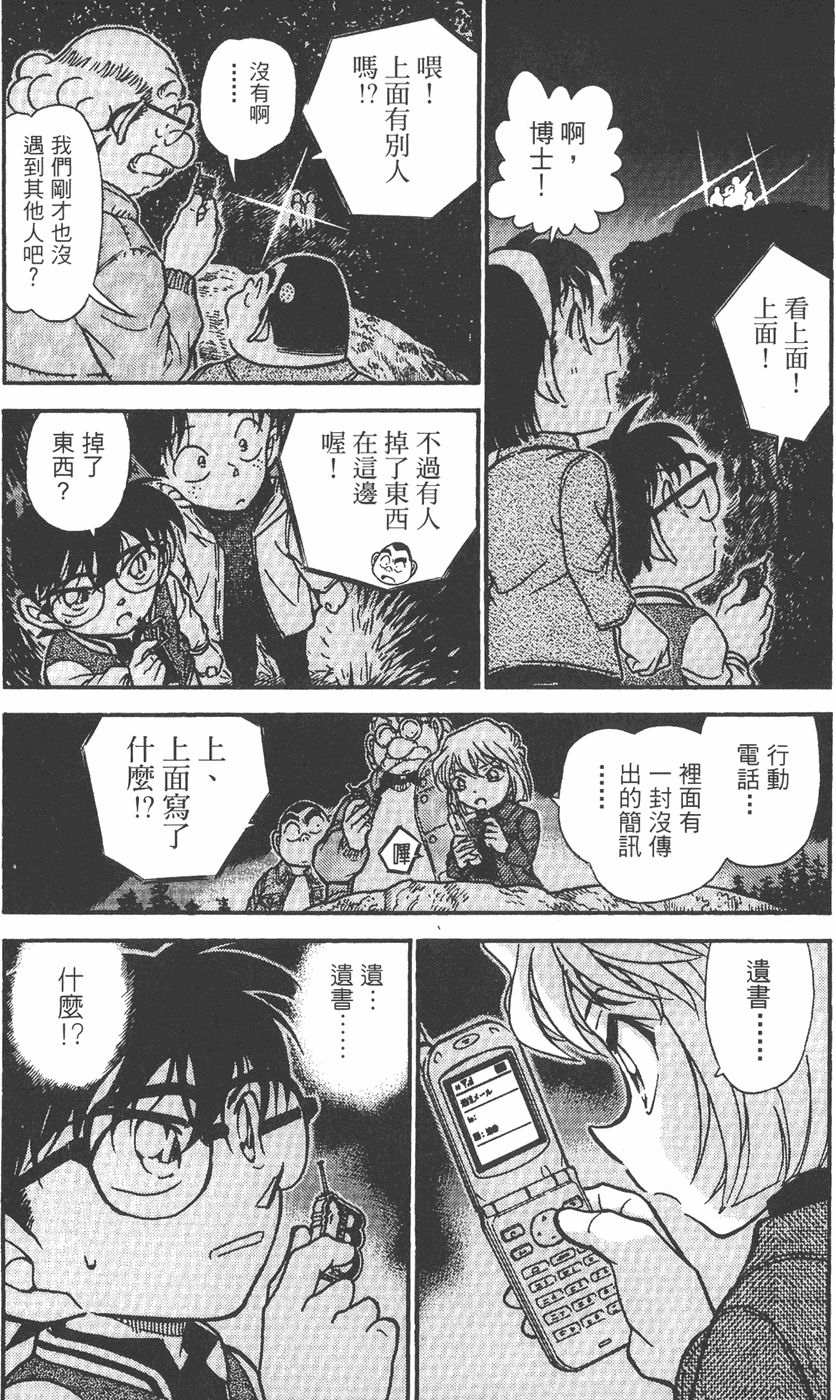 啊，
博士！
看上面！
上面！
喂！
上面有別人
嗎!?
沒有啊
……
我們剛才也沒
遇到其他人吧？
不過有人
掉了東西
在這邊
喔！
掉了
東西？
行動
電話…
裡面有
一封沒傳
出的簡訊
……
嗶
上、
上面寫了
什麼!?
遺書……
遺…
遺書……
什麼!?